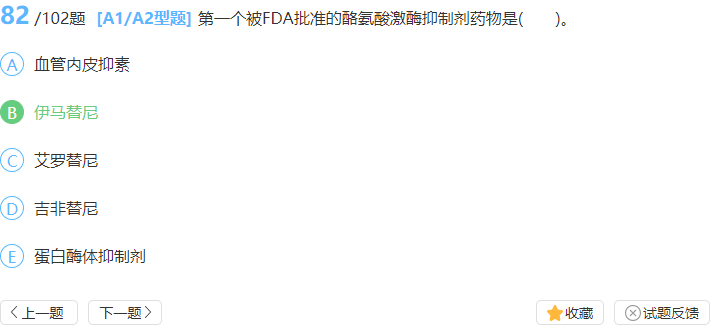 82 /102题 [A1/A2型题] 第一个被FDA批准的酪氨酸激酶抑制剂药物是(　　)。
A 血管内皮抑素
B 伊马替尼
C 艾罗替尼
D 吉非替尼
E 蛋白酶体抑制剂
上一题 下一题 收藏 试题反馈